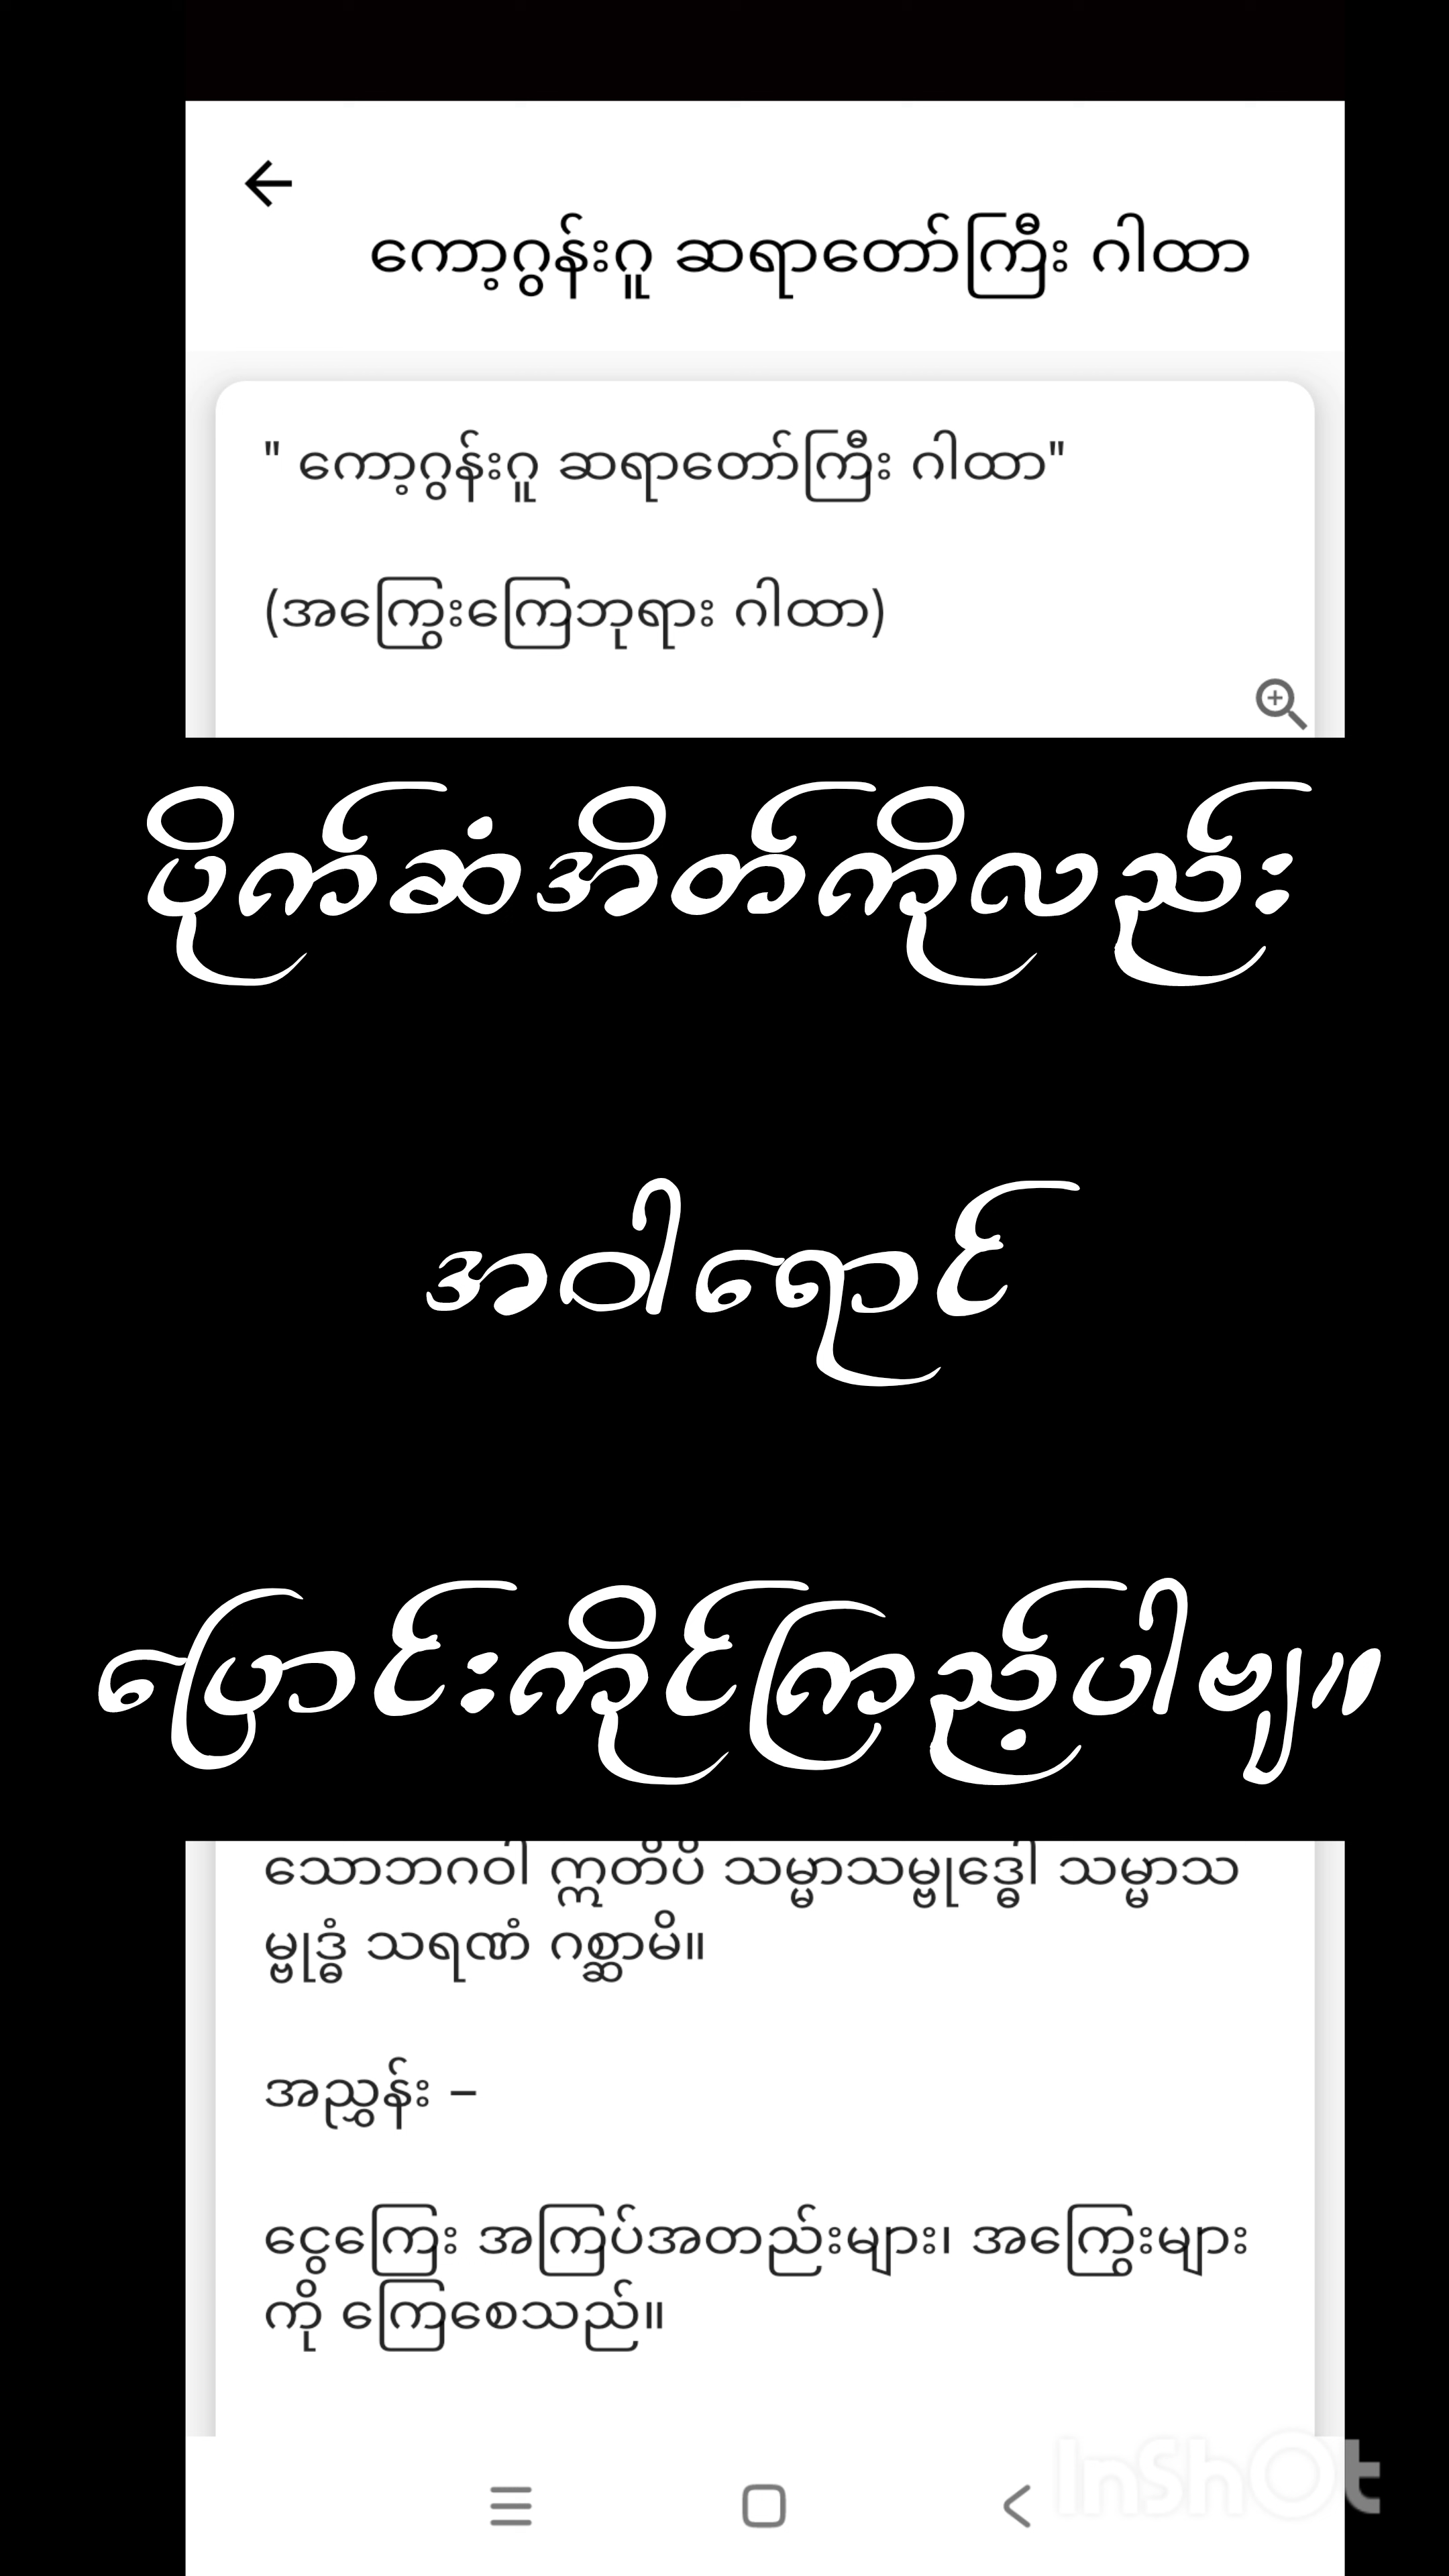 ကော့ဂွန်းဂူ ဆရာတော်ကြီး ဂါထာ
" ကော့ဂွန်းဂူ ဆရာတော်ကြီး ဂါထာ"
(အကြွေးကြေဘုရား ဂါထာ)
ပိုက်ဆံအိတ်ကိုလည်း
အဝါရောင်
ပြောင်းကိုင်ကြည့်ပါဗျ။
သောဘဂဝါ ဣတိပိ သမ္မာသမ္ဗုဒ္ဓေါ သမ္မာသ
မ္ဗုဒ္ဓံ သရဏံ ဂစ္ဆာမိ။
အညွှန်း –
ငွေကြေး အကြပ်အတည်းများ၊ အကြွေးများ
ကို ကြေစေသည်။
InShOt